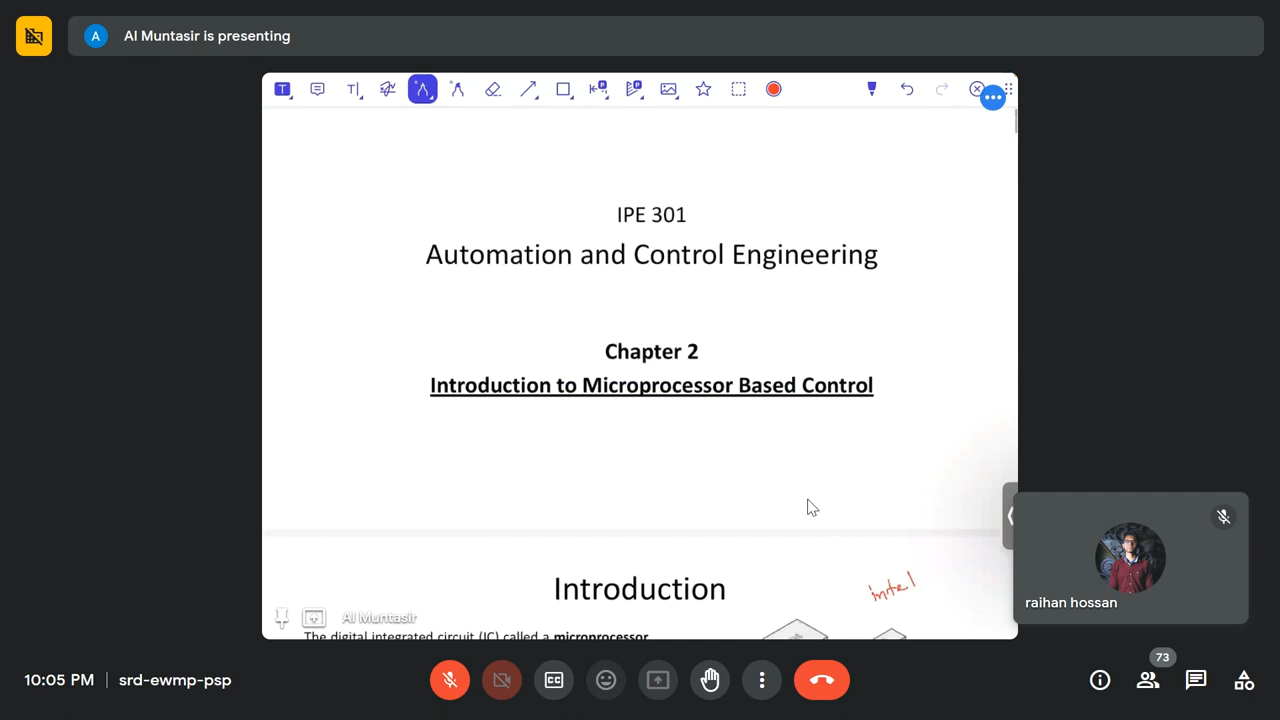 A Al Muntasir is presenting
IPE 301
Automation and Control Engineering
Chapter 2
Introduction to Microprocessor Based Control
Introduction
intel
The digital integrated circuit (IC) called a microprocessor
Al Muntasir
raihan hossan
10:05 PM | srd-ewmp-psp
CC
73